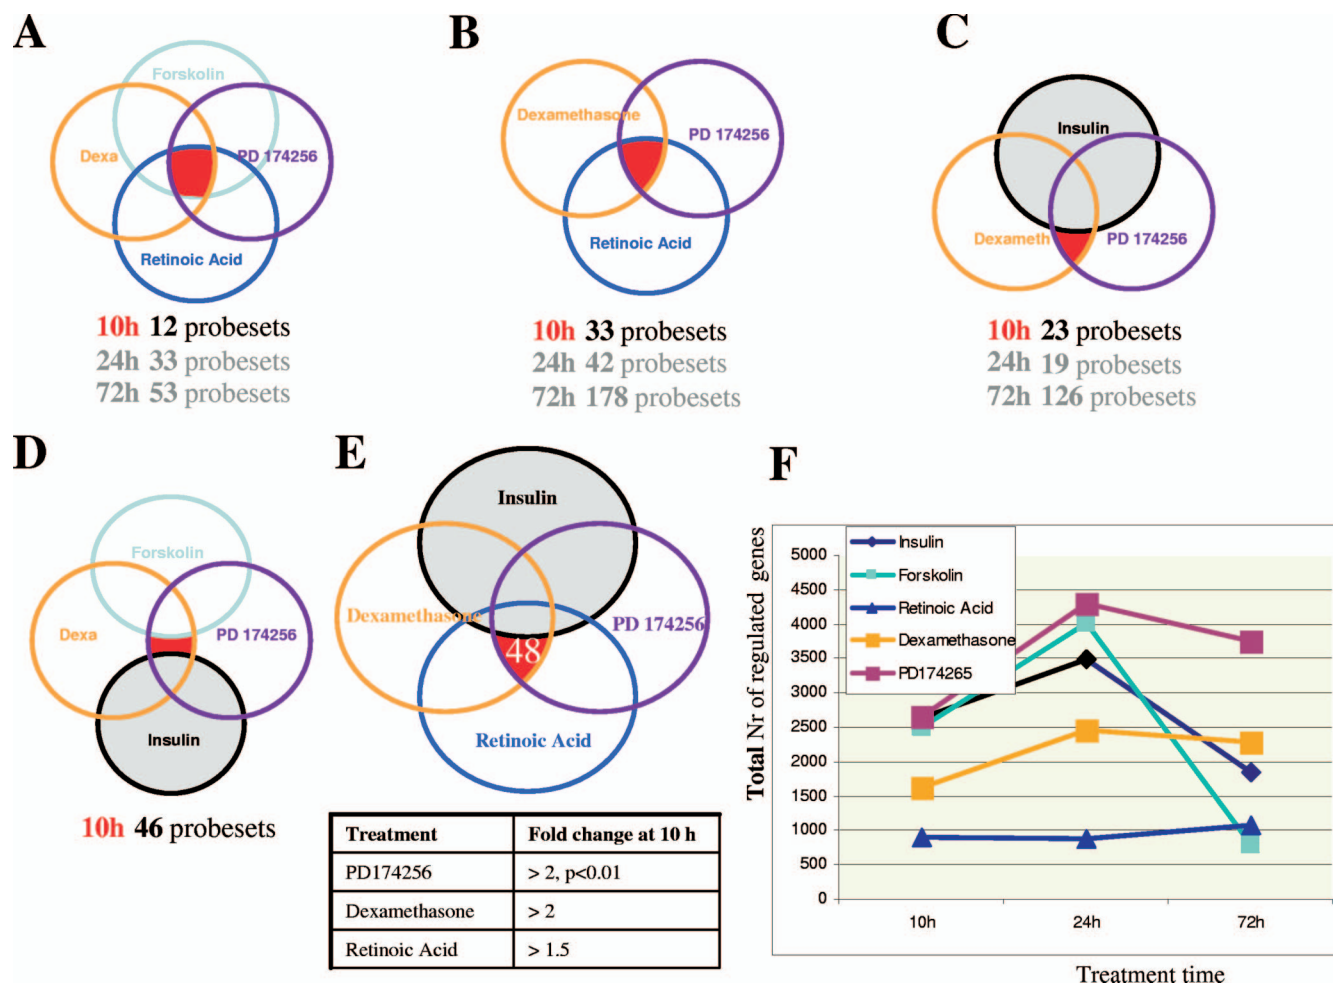 A
Forskolin
Dexa
PD 174256
Retinoic Acid
10h 12 probesets
24h 33 probesets
72h 53 probesets
B
Dexamethasone
PD 174256
Retinoic Acid
10h 33 probesets
24h 42 probesets
72h 178 probesets
C
Insulin
Dexameth
PD 174256
10h 23 probesets
24h 19 probesets
72h 126 probesets
D
Forskolin
Dexa
PD 174256
Insulin
10h 46 probesets
E
Insulin
Dexamethasone
PD 174256
48
Retinoic Acid
Treatment Fold change at 10 h
PD174256 > 2, p<0.01
Dexamethasone > 2
Retinoic Acid > 1.5
F
Total Nr of regulated genes
5000
4500
4000
3500
3000
2500
2000
1500
1000
500
0
Insulin
Forskolin
Retinoic Acid
Dexamethasone
PD174265
10h 24h 72h
Treatment time